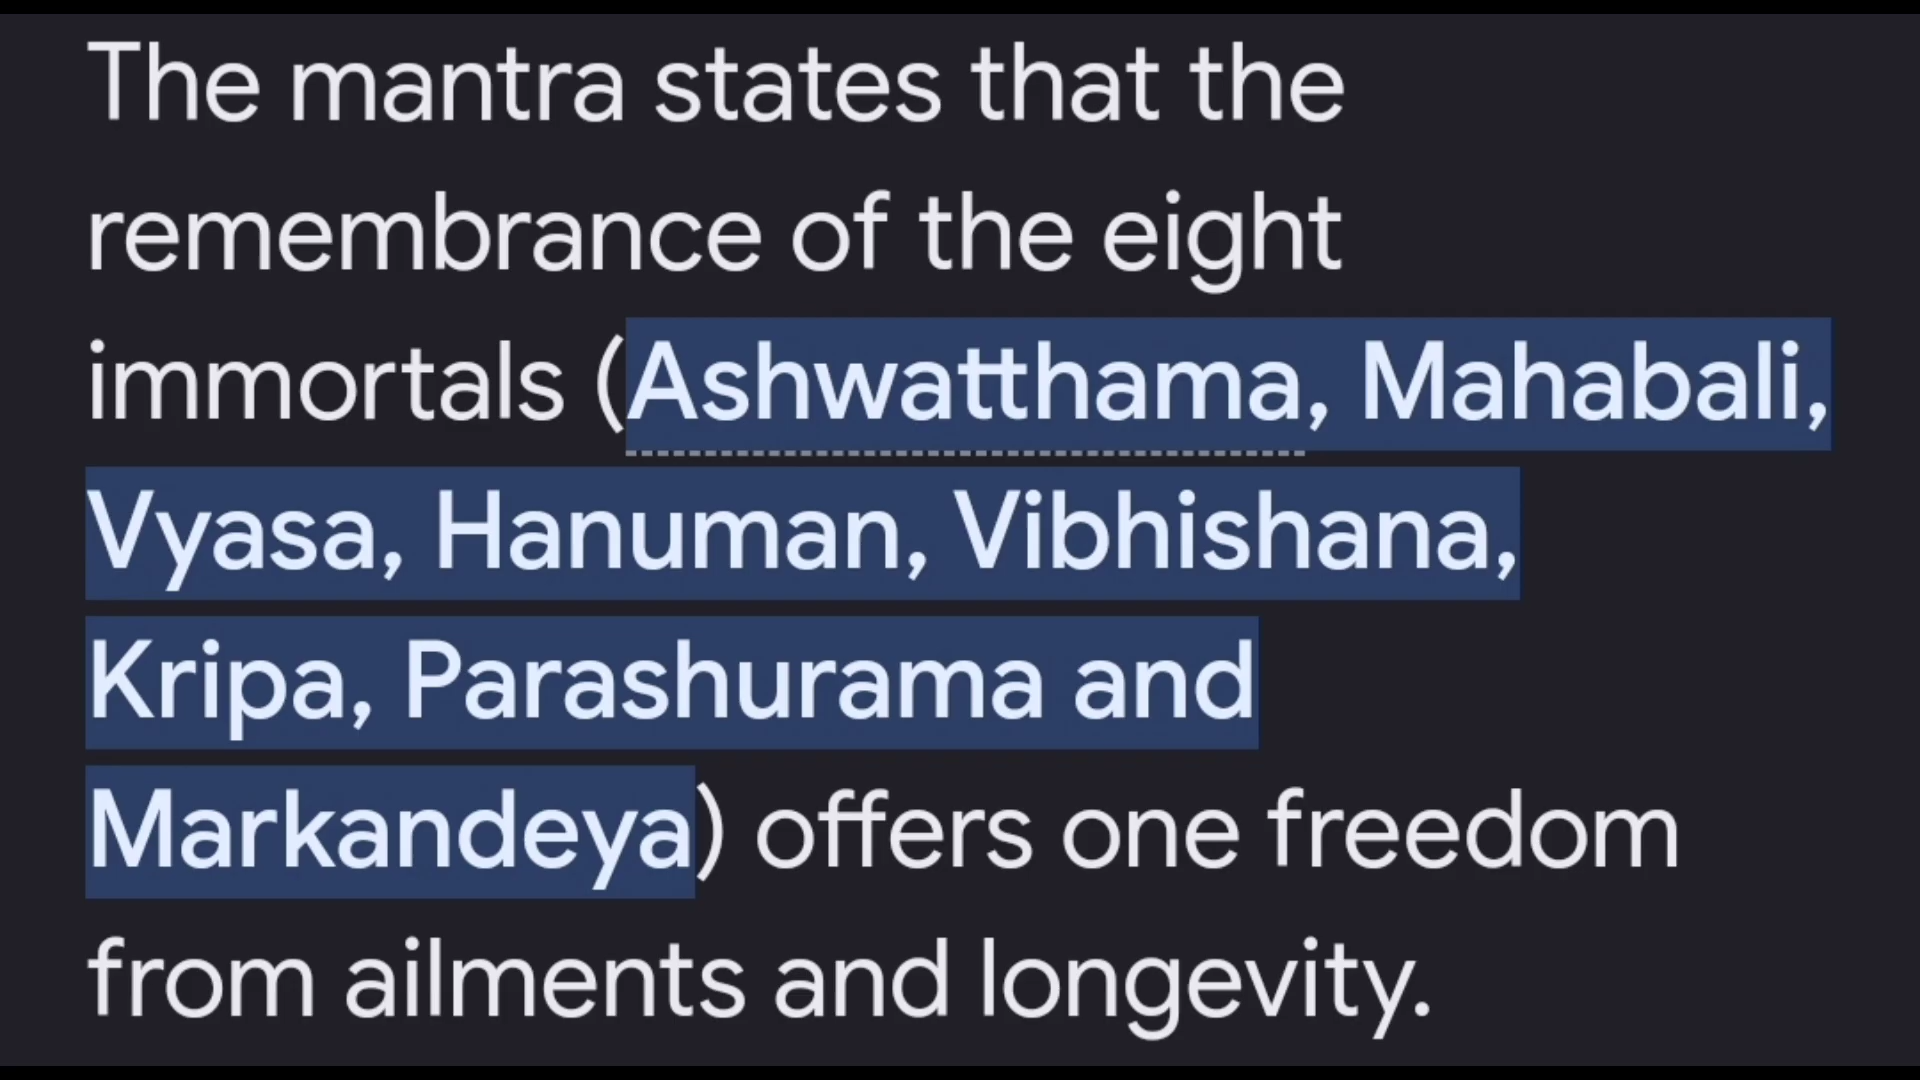 The mantra states that the
remembrance of the eight
immortals (Ashwatthama, Mahabali,
Vyasa, Hanuman, Vibhishana,
Kripa, Parashurama and
Markandeya) offers one freedom
from ailments and longevity.